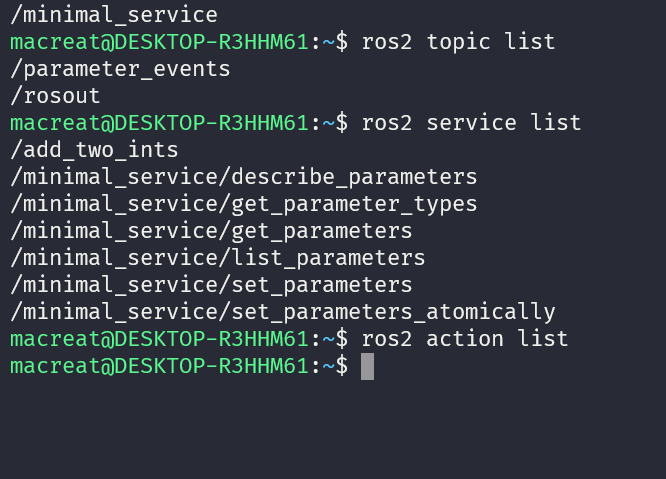 /minimal_service
macreat@DESKTOP-R3HHM61:~$ ros2 topic list
/parameter_events
/rosout
macreat@DESKTOP-R3HHM61:~$ ros2 service list
/add_two_ints
/minimal_service/describe_parameters
/minimal_service/get_parameter_types
/minimal_service/get_parameters
/minimal_service/list_parameters
/minimal_service/set_parameters
/minimal_service/set_parameters_atomically
macreat@DESKTOP-R3HHM61:~$ ros2 action list
macreat@DESKTOP-R3HHM61:~$